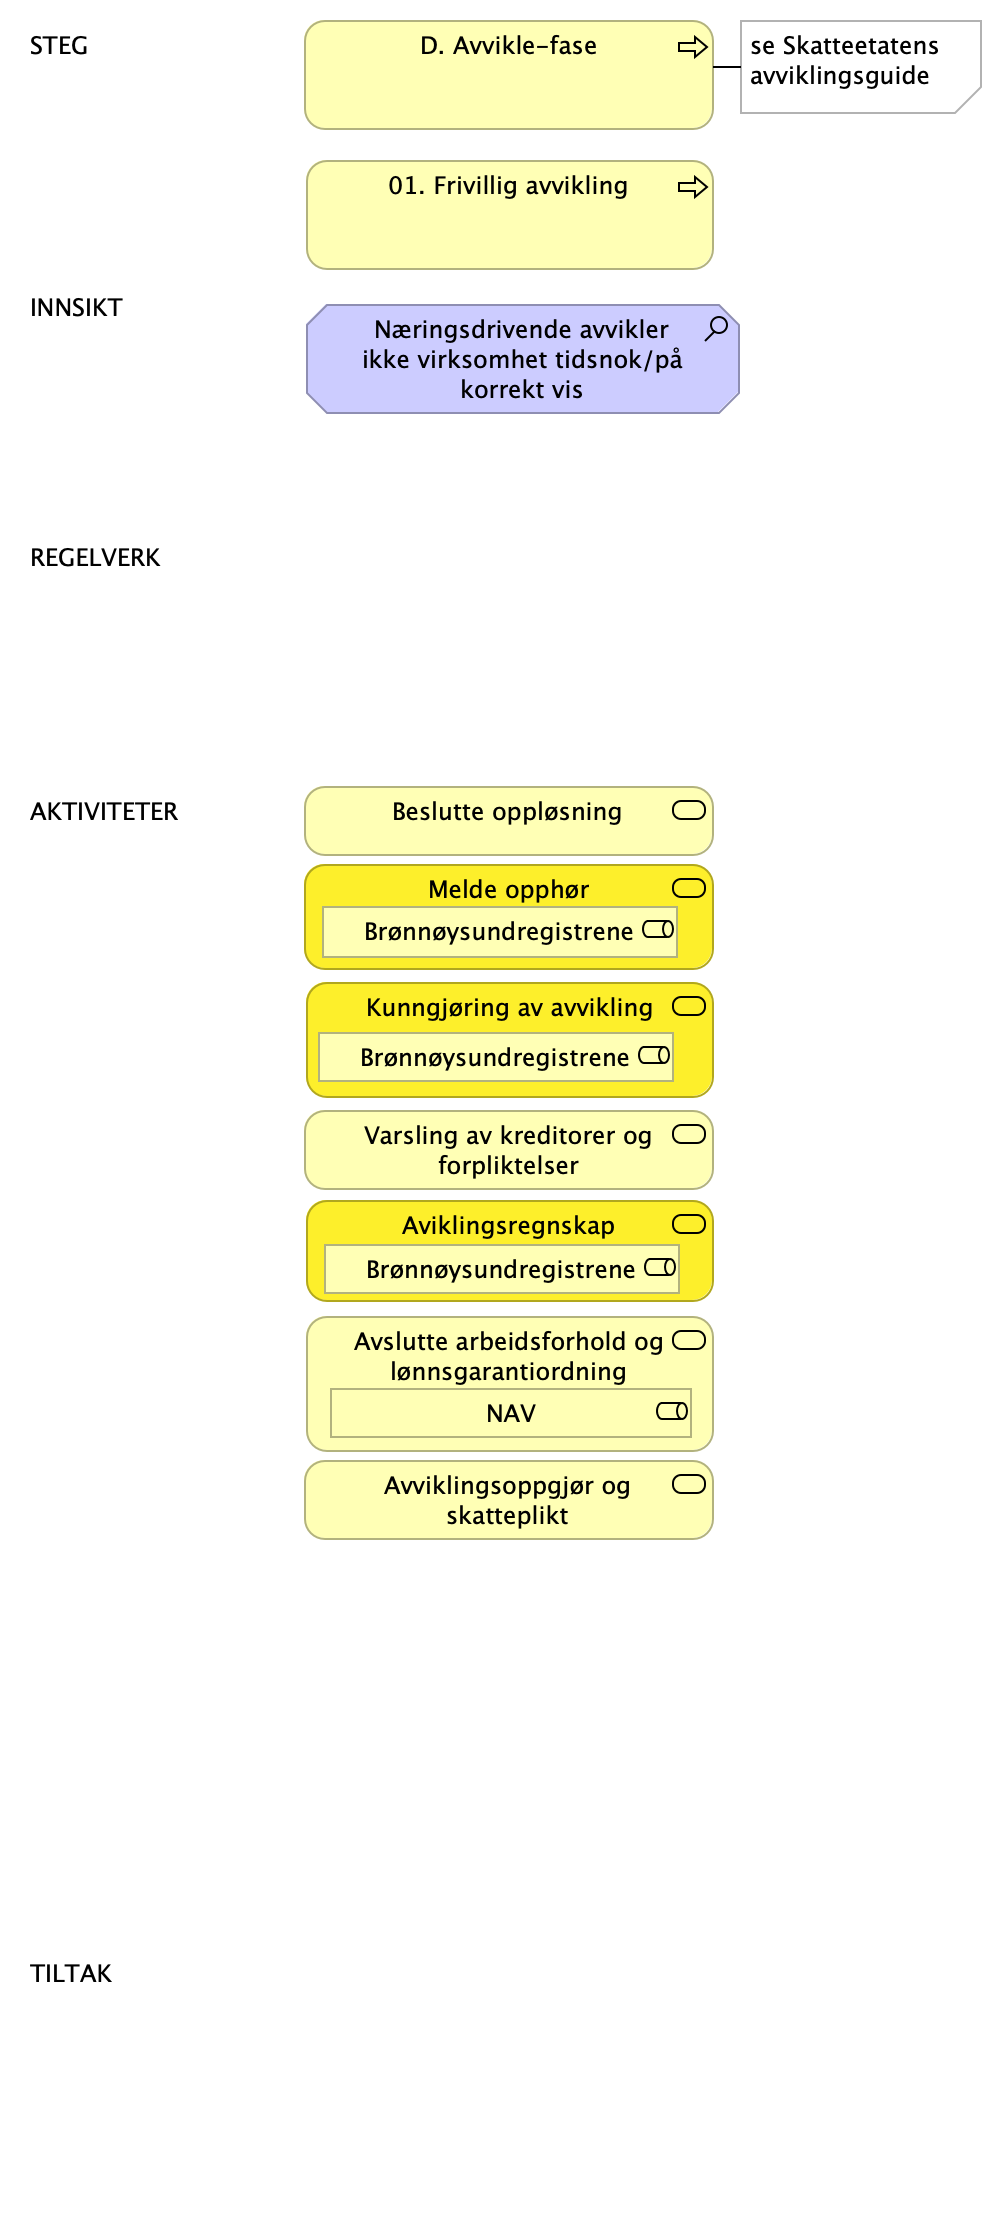 STEG
D. Avvikle-fase
se Skatteetatens
avviklingsguide
01. Frivillig avvikling
INNSIKT
Næringsdrivende avvikler
ikke virksomhet tidsnok/på
korrekt vis
REGELVERK
AKTIVITETER
Beslutte oppløsning
Melde opphør
Brønnøysundregistrene
Kunngjøring av avvikling
Brønnøysundregistrene
Varsling av kreditorer og
forpliktelser
Aviklingsregnskap
Brønnøysundregistrene
Avslutte arbeidsforhold og
lønnsgarantiordning
NAV
Avviklingsoppgjør og
skatteplikt
TILTAK